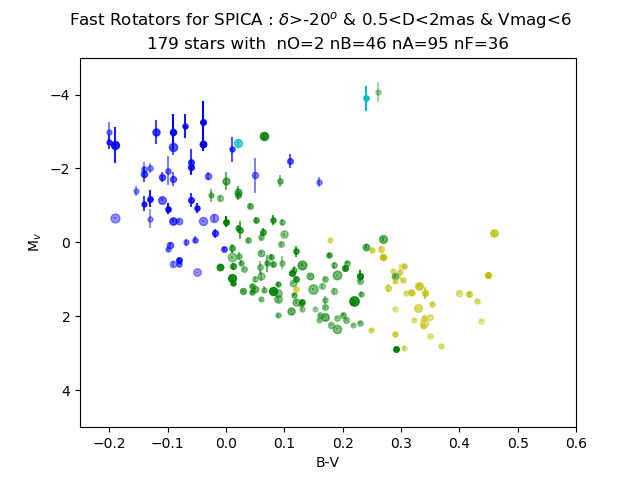 Fast Rotators for SPICA : δ>-20ᵒ & 0.5<D<2mas & Vmag<6
179 stars with  nO=2 nB=46 nA=95 nF=36
−4
−2
0
2
4
M_V
−0.2 −0.1 0.0 0.1 0.2 0.3 0.4 0.5 0.6
B-V